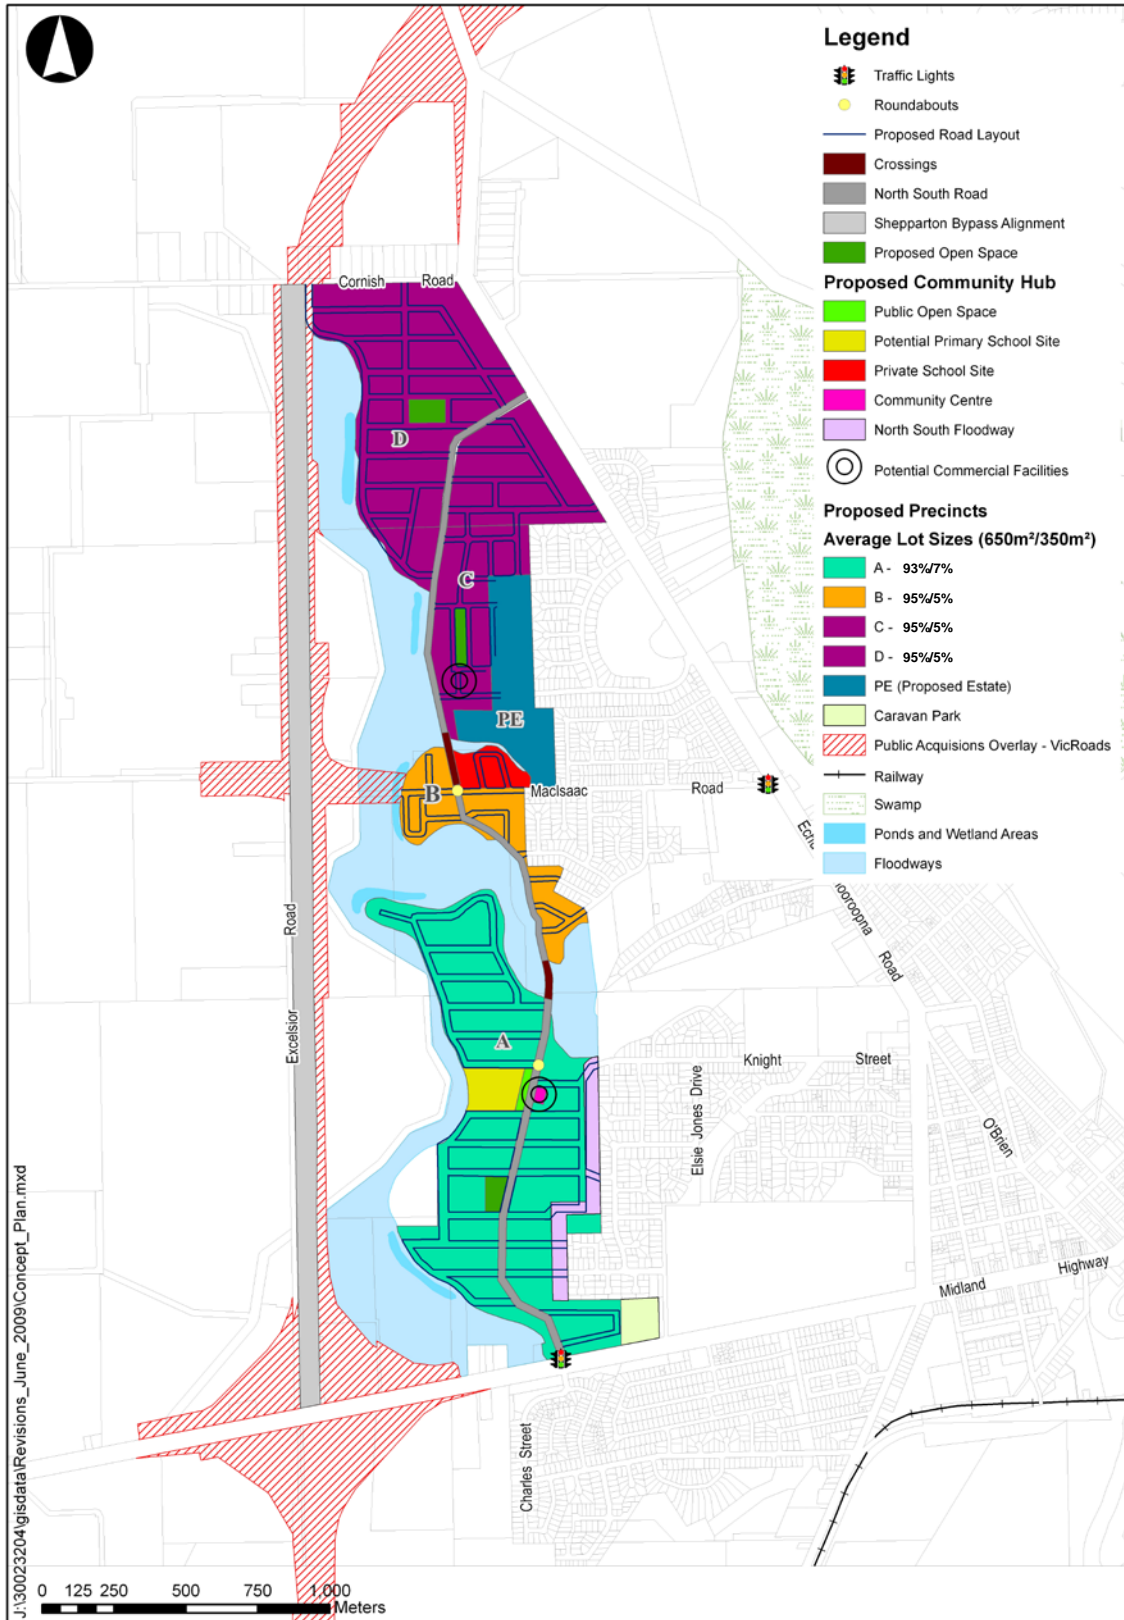 Legend
Traffic Lights
Roundabouts
Proposed Road Layout
Crossings
North South Road
Shepparton Bypass Alignment
Proposed Open Space
Proposed Community Hub
Public Open Space
Potential Primary School Site
Private School Site
Community Centre
North South Floodway
Potential Commercial Facilities
Proposed Precincts
Average Lot Sizes (650m²/350m²)
A - 93%/7%
B - 95%/5%
C - 95%/5%
D - 95%/5%
PE (Proposed Estate)
Caravan Park
Public Acquisions Overlay - VicRoads
Railway
Swamp
Ponds and Wetland Areas
Floodways
Cornish Road
D
C
PE
B
MacIsaac Road
Road
Excelsior Road
A
Knight Street
Elsie Jones Drive
O'Brien
Midland Highway
Charles Street
J:\30023204\gisdata\Revisions_June_2009\Concept_Plan.mxd
0 125 250 500 750 1,000
Meters